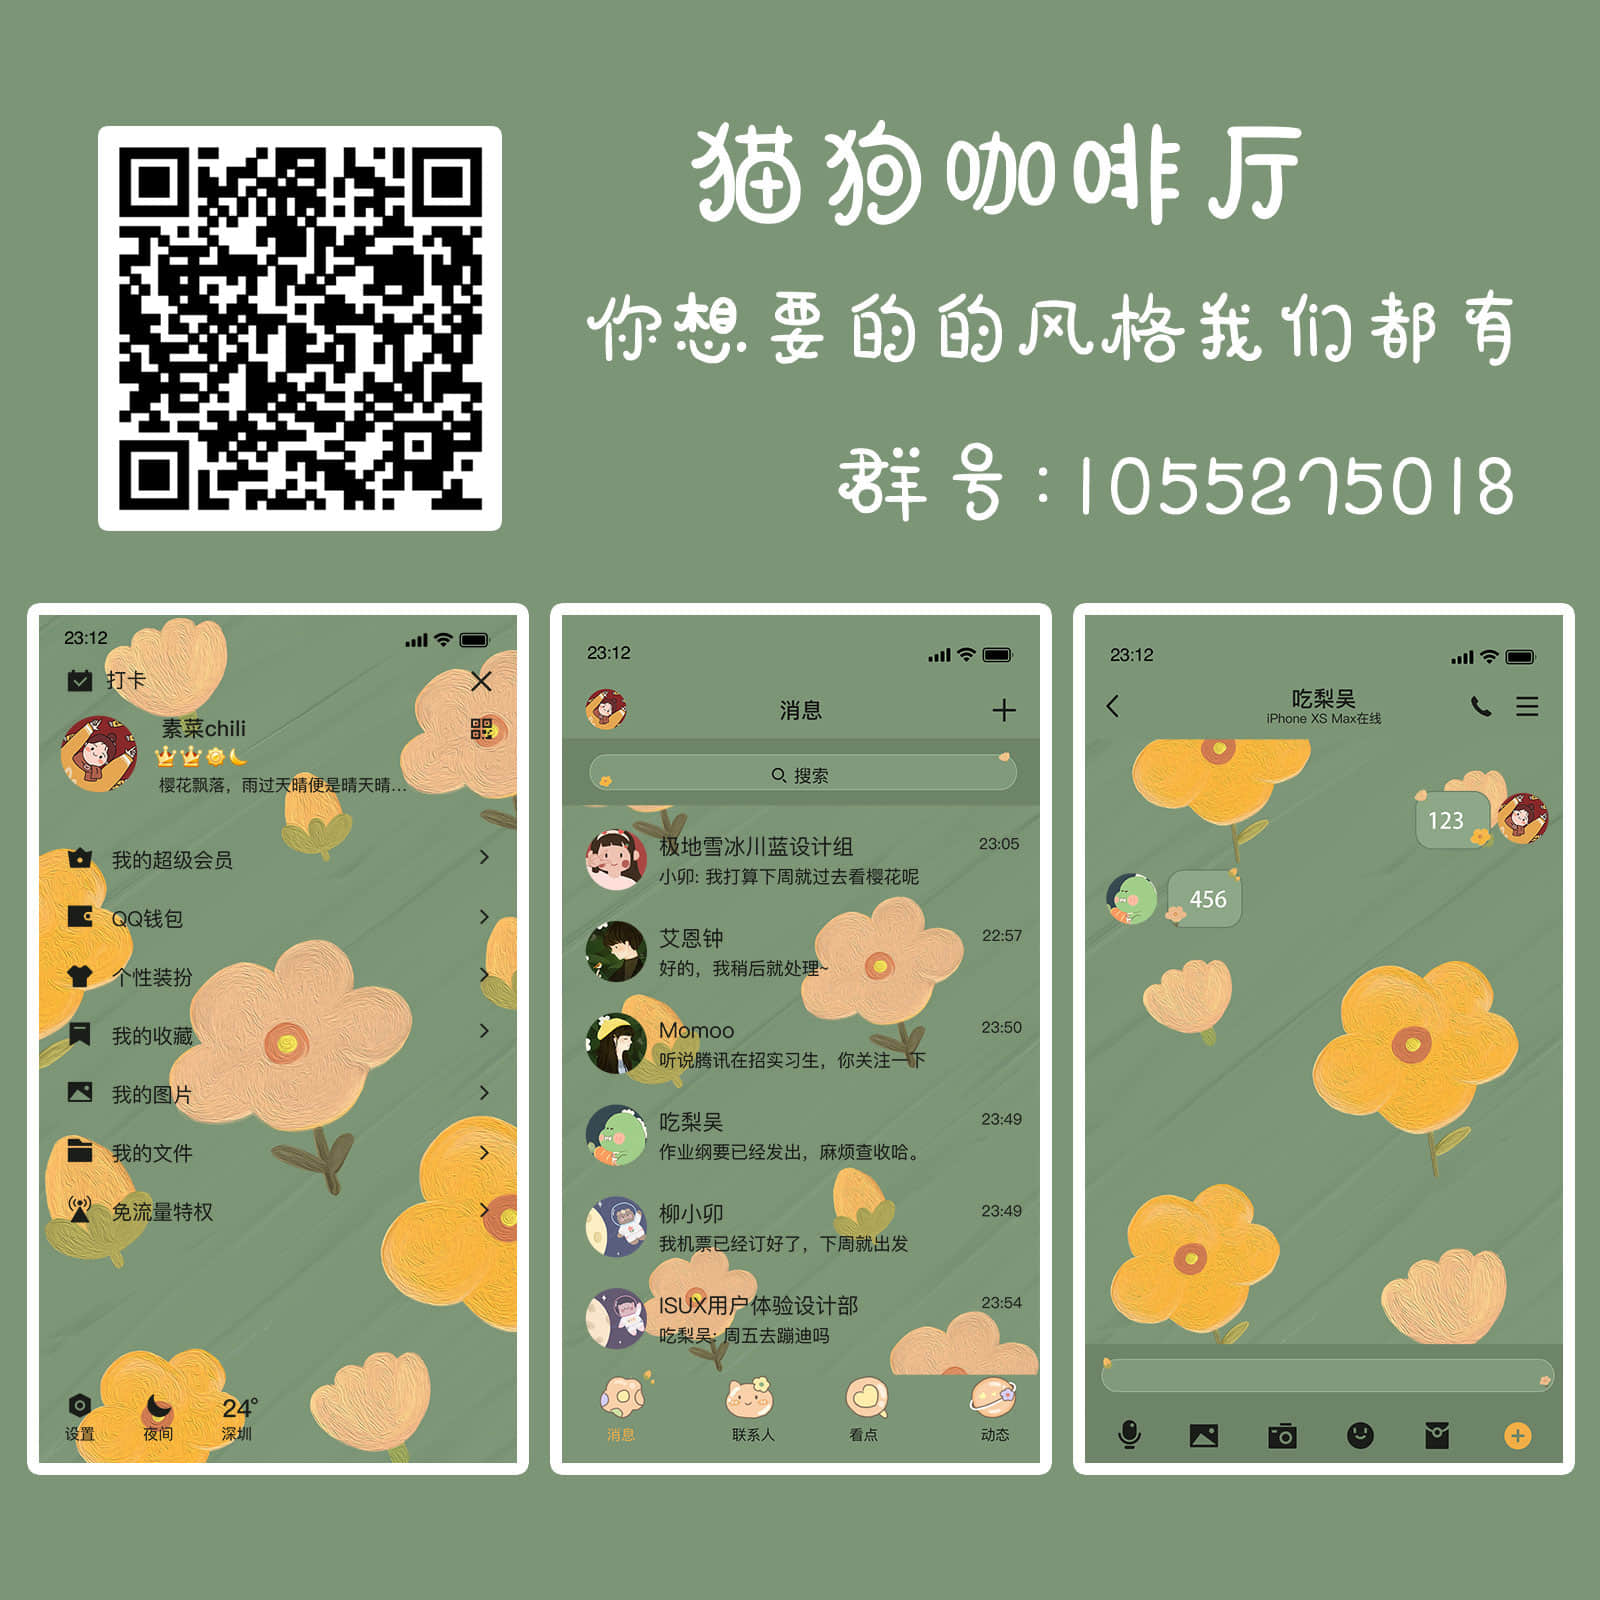 猫狗咖啡厅
你想要的的风格我们都有
群号:1055275018
23:12
打卡
素菜chili
樱花飘落，雨过天晴便是晴天晴...
我的超级会员
QQ钱包
个性装扮
我的收藏
我的图片
我的文件
免流量特权
24°
设置 夜间 深圳
23:12
消息
搜索
极地雪冰川蓝设计组 23:05
小卯: 我打算下周就过去看樱花呢
艾恩钟 22:57
好的，我稍后就处理~
Momoo 23:50
听说腾讯在招实习生，你关注一下
吃梨吴 23:49
作业纲要已经发出，麻烦查收哈。
柳小卯 23:49
我机票已经订好了，下周就出发
ISUX用户体验设计部 23:54
吃梨吴: 周五去蹦迪吗
消息 联系人 看点 动态
23:12
吃梨吴
iPhone XS Max在线
123
456